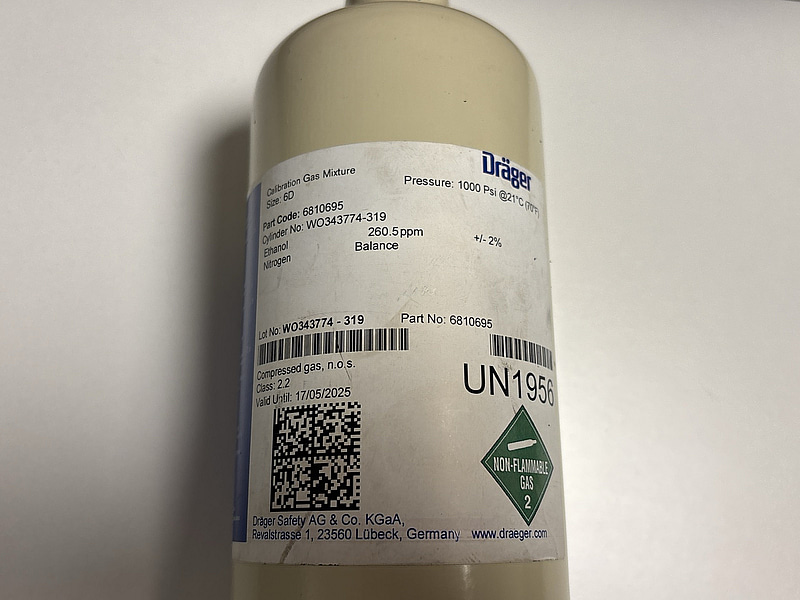 Dräger
Calibration Gas Mixture
Size: 6D
Pressure: 1000 Psi @21°C (70°F)
Part Code: 6810695
Cylinder No: WO343774-319
Ethanol 260.5ppm +/- 2%
Nitrogen Balance
Lot No: WO343774 - 319 Part No: 6810695
Compressed gas, n.o.s.
Class: 2.2
Valid Until: 17/05/2025
UN1956
NON-FLAMMABLE
GAS
2
Dräger Safety AG & Co. KGaA,
Revalstrasse 1, 23560 Lübeck, Germany www.draeger.com